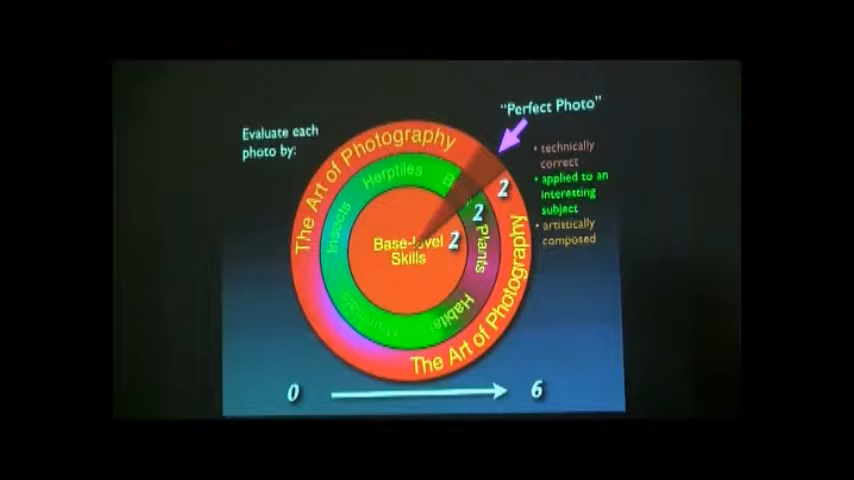 "Perfect Photo"
Evaluate each
photo by:
The Art of Photography
• technically
correct
• applied to an
interesting
subject
• artistically
composed
Herptiles
Insects
Plants
Base-level
Skills
2
2
2
The Art of Photography
0
6